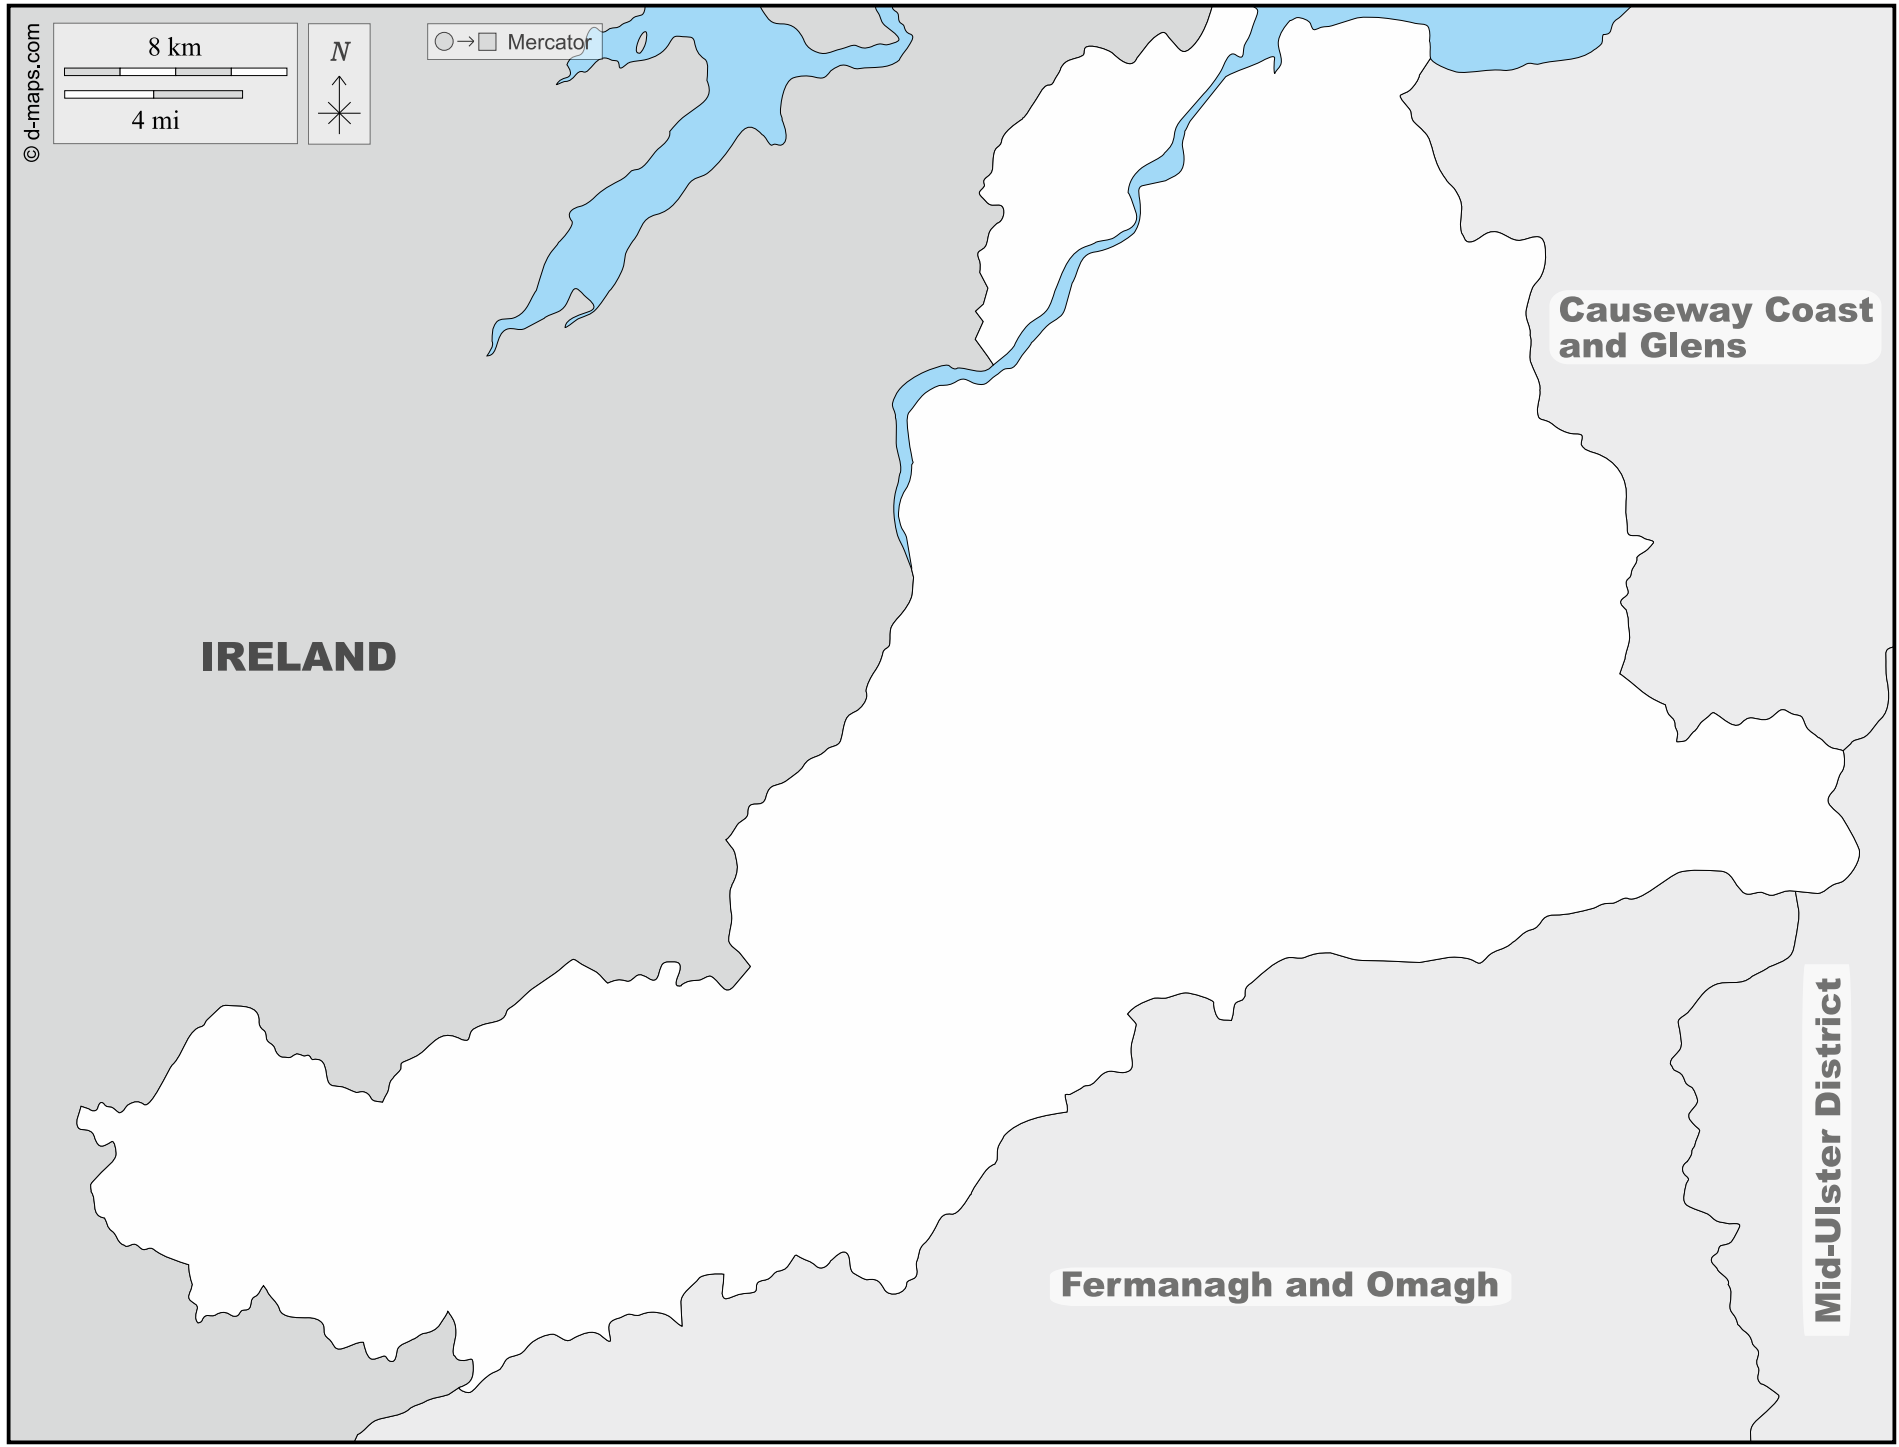 © d-maps.com
8 km
4 mi
N
Mercator
Causeway Coast
and Glens
IRELAND
Mid-Ulster District
Fermanagh and Omagh